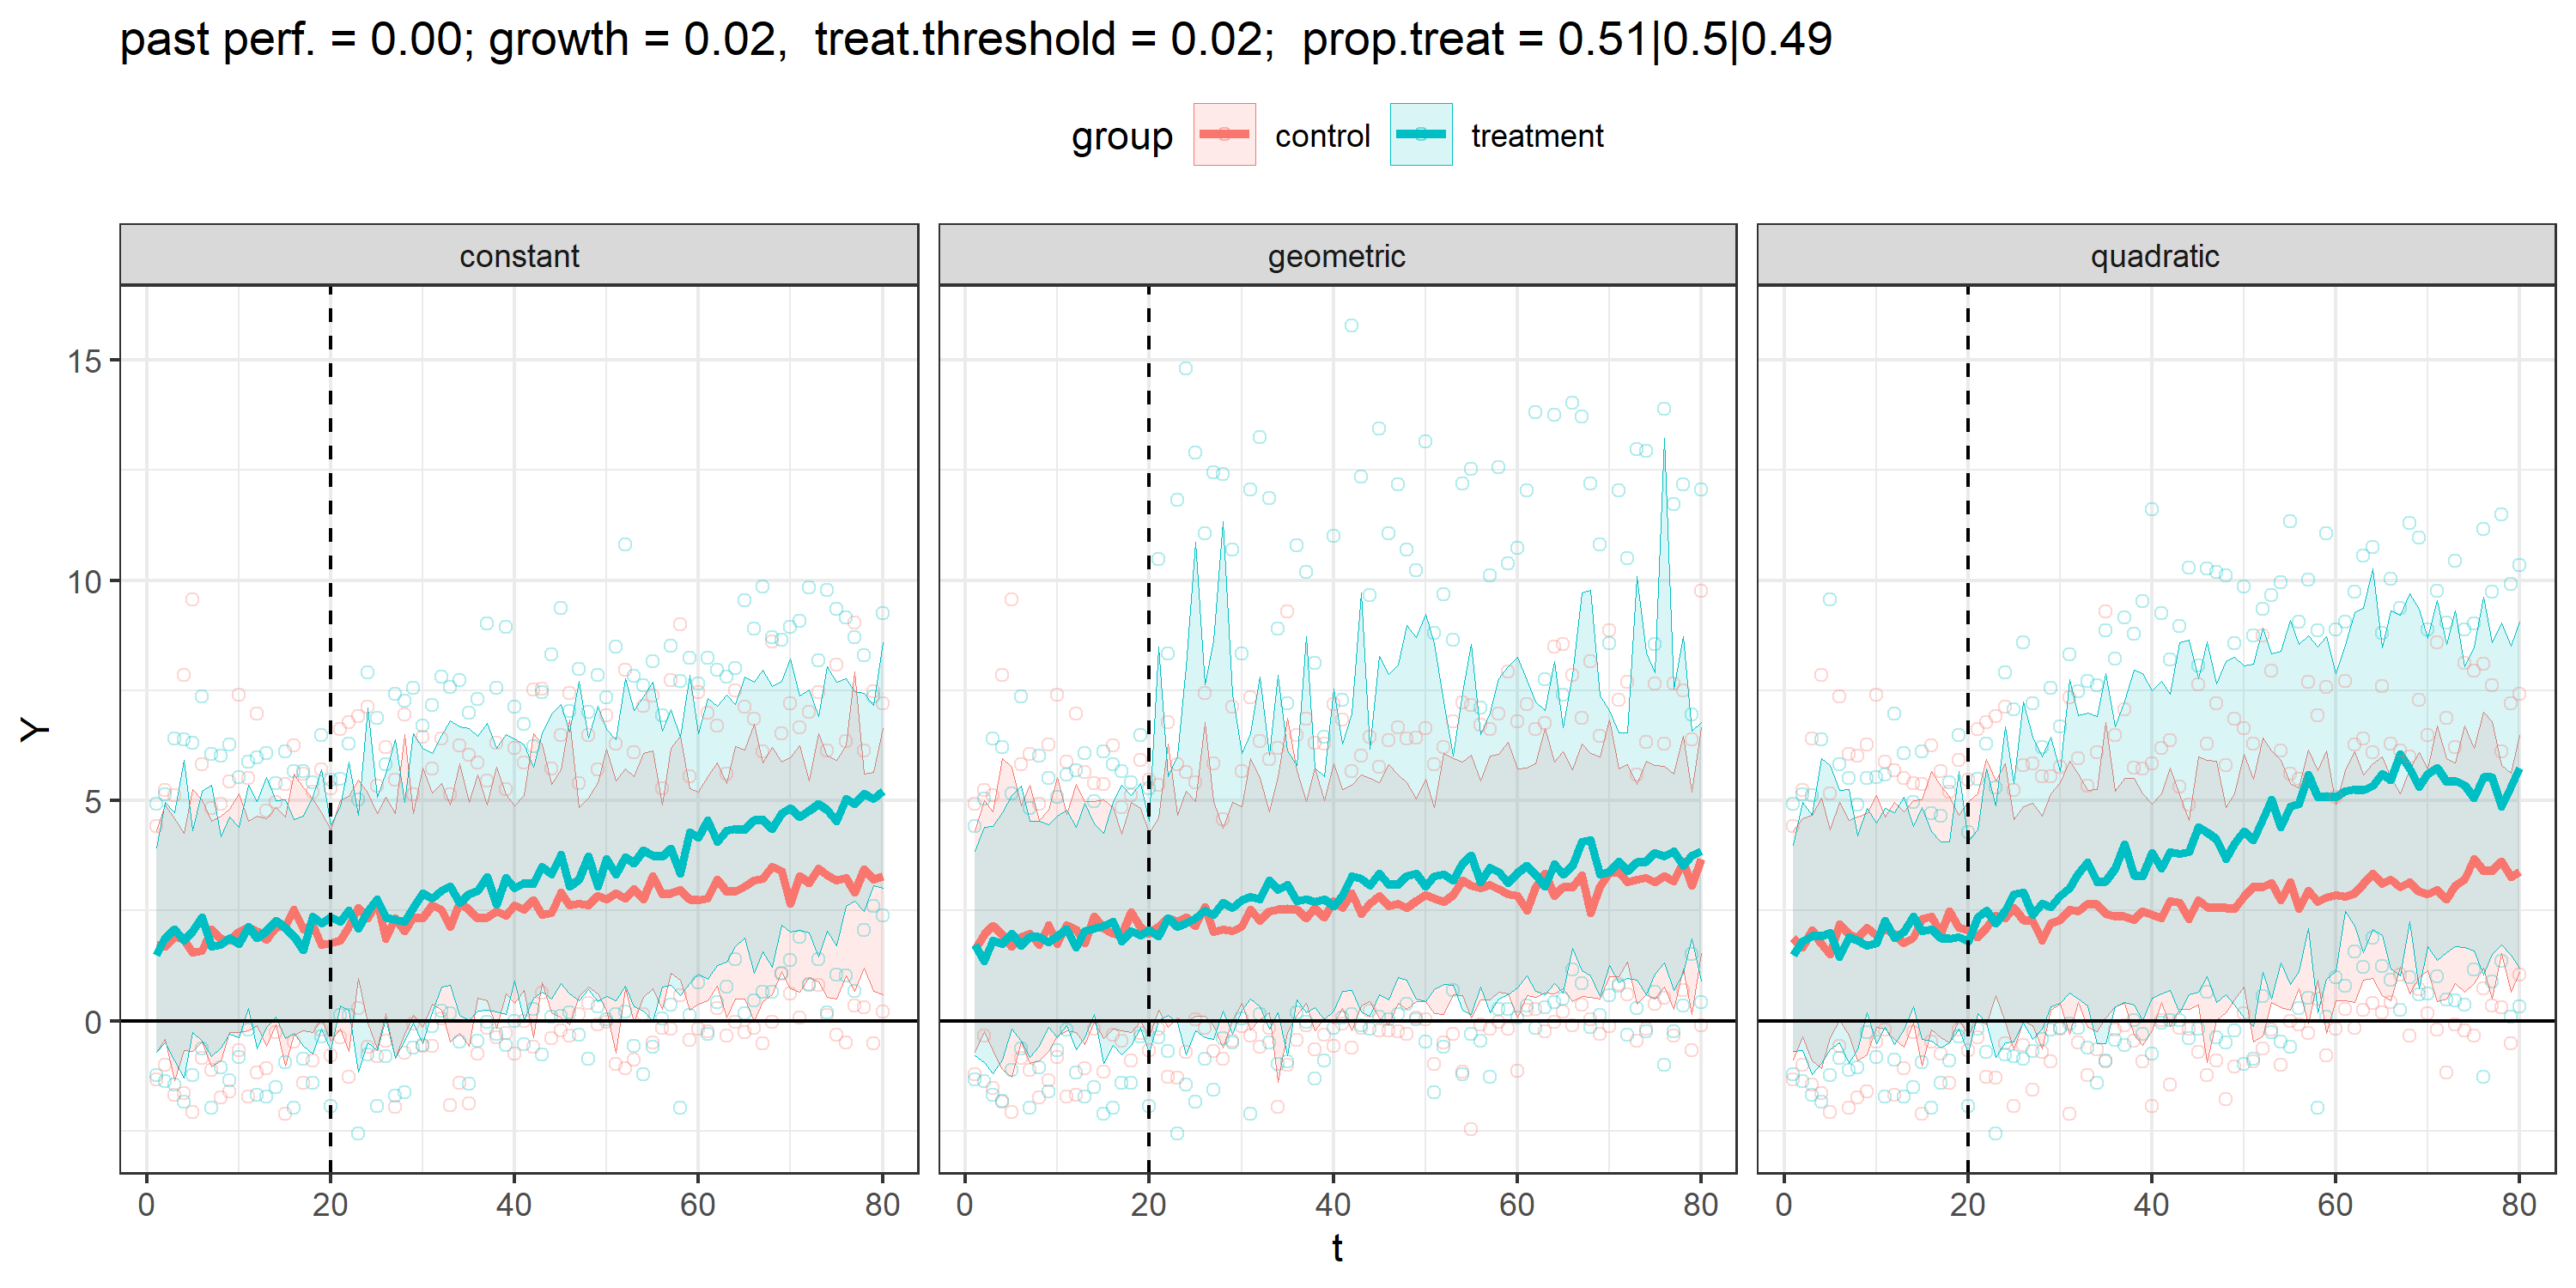 past perf. = 0.00; growth = 0.02,  treat.threshold = 0.02;  prop.treat = 0.51|0.5|0.49
group control treatment
constant geometric quadratic
15
10
5
0
Y
0 20 40 60 80 0 20 40 60 80 0 20 40 60 80
t